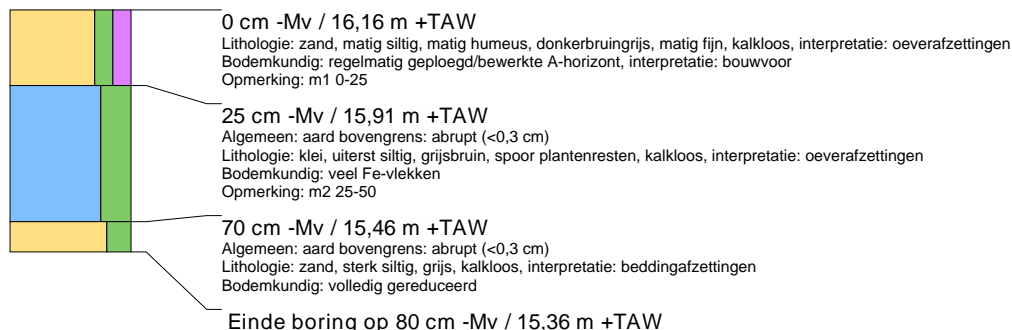 0 cm -Mv / 16,16 m +TAW
Lithologie: zand, matig siltig, matig humeus, donkerbruingrijs, matig fijn, kalkloos, interpretatie: oeverafzettingen
Bodemkundig: regelmatig geploegd/bewerkte A-horizont, interpretatie: bouwvoor
Opmerking: m1 0-25
25 cm -Mv / 15,91 m +TAW
Algemeen: aard bovengrens: abrupt (<0,3 cm)
Lithologie: klei, uiterst siltig, grijsbruin, spoor plantenresten, kalkloos, interpretatie: oeverafzettingen
Bodemkundig: veel Fe-vlekken
Opmerking: m2 25-50
70 cm -Mv / 15,46 m +TAW
Algemeen: aard bovengrens: abrupt (<0,3 cm)
Lithologie: zand, sterk siltig, grijs, kalkloos, interpretatie: beddingafzettingen
Bodemkundig: volledig gereduceerd
Einde boring op 80 cm -Mv / 15,36 m +TAW